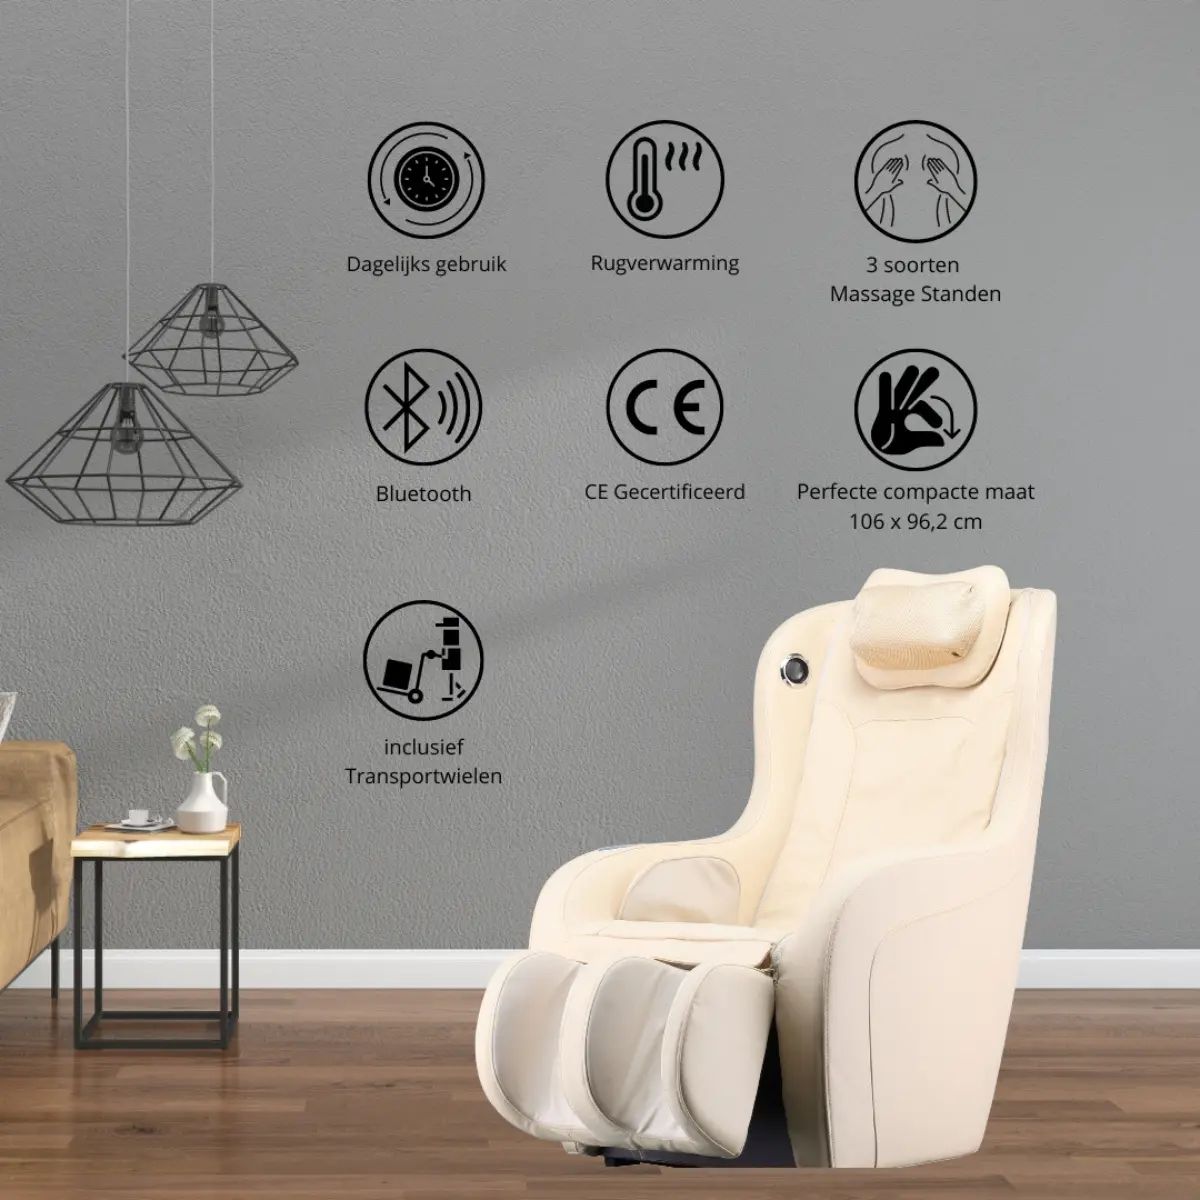 Dagelijks gebruik
Rugverwarming
3 soorten
Massage Standen
Bluetooth
CE
CE Gecertificeerd
Perfecte compacte maat
106 x 96,2 cm
inclusief
Transportwielen